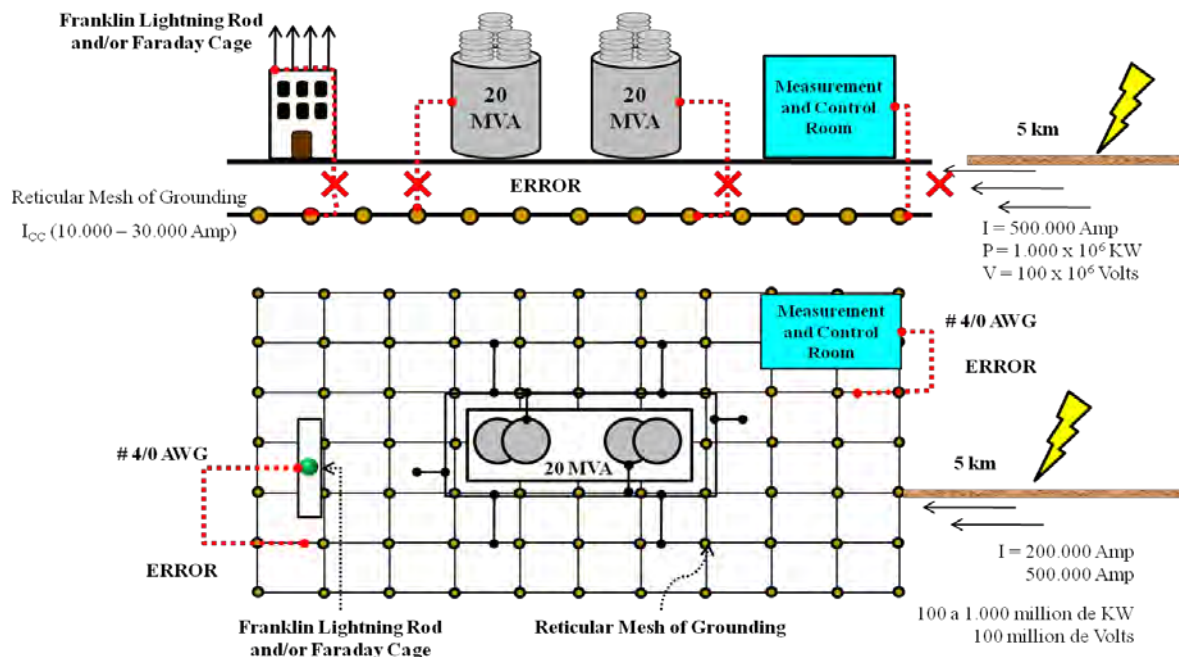 Franklin Lightning Rod
and/or Faraday Cage
20
MVA
20
MVA
Measurement
and Control
Room
5 km
ERROR
Reticular Mesh of Grounding
I_CC (10.000 – 30.000 Amp)
I = 500.000 Amp
P = 1.000 x 10⁶ KW
V = 100 x 10⁶ Volts
Measurement
and Control
Room
# 4/0 AWG
ERROR
# 4/0 AWG
20 MVA
5 km
ERROR
I = 200.000 Amp
500.000 Amp
100 a 1.000 million de KW
100 million de Volts
Franklin Lightning Rod
and/or Faraday Cage
Reticular Mesh of Grounding